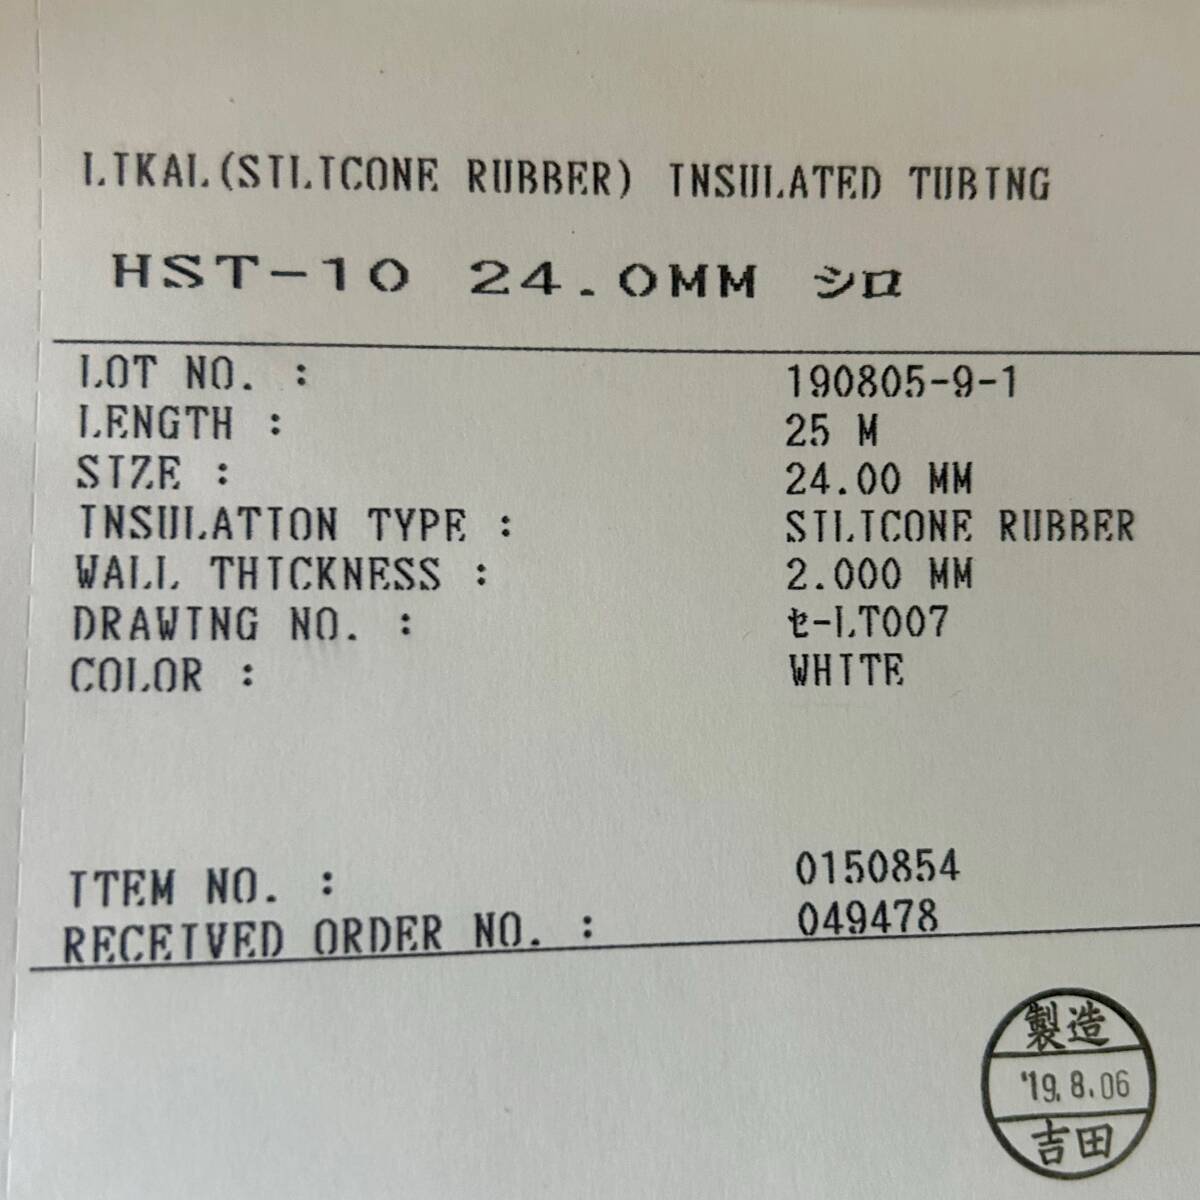 LIKAL(SILICONE RUBBER) INSULATED TUBING
HST-10 24.0MM シロ
LOT NO. : 190805-9-1
LENGTH : 25 M
SIZE : 24.00 MM
INSULATION TYPE : SILICONE RUBBER
WALL THICKNESS : 2.000 MM
DRAWING NO. : セ-LT007
COLOR : WHITE
ITEM NO. : 0150854
RECEIVED ORDER NO. : 049478
製造
'19.8.06
吉田